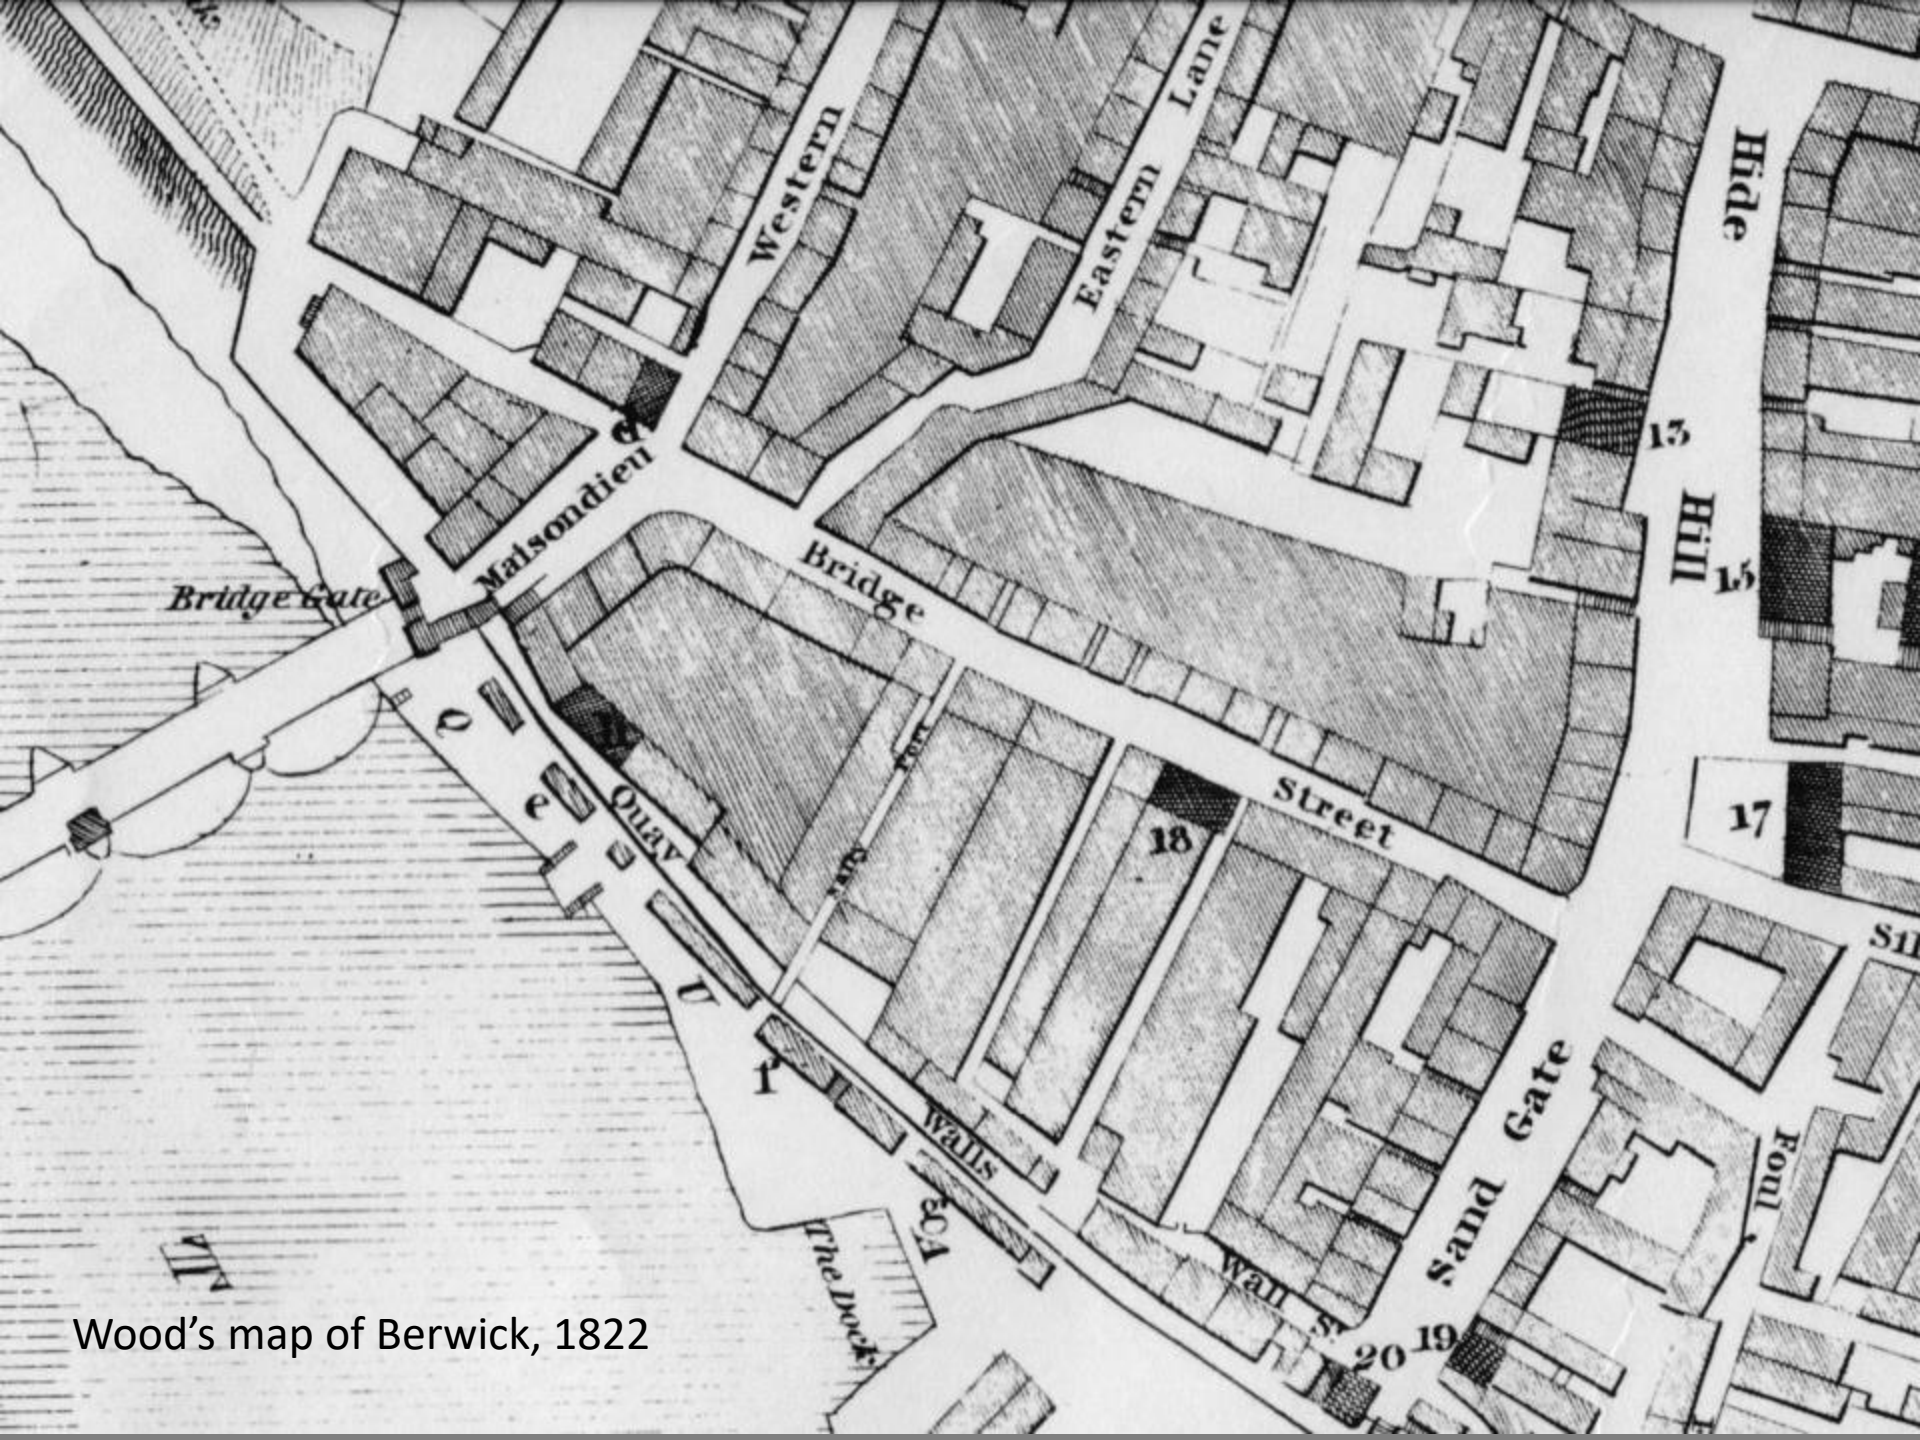 Western
Lane
Eastern
Hide
Hill
13
15
Maisondieu
d
Bridge Gate
Bridge
Street
17
18
Quay
Walls
Q
U
Sand
Gate
Foul
The Dock
Wall St
20
19
Wood's map of Berwick, 1822